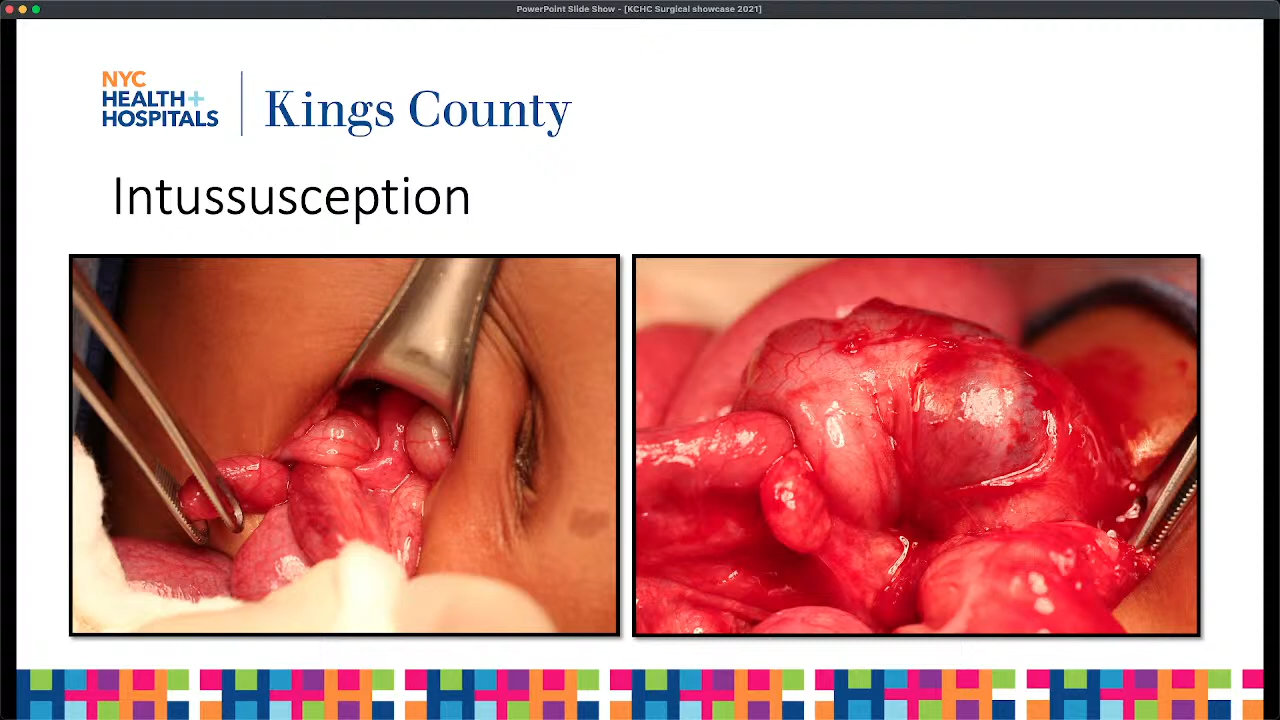 PowerPoint Slide Show - [KCHC Surgical showcase 2021]
NYC
HEALTH+
HOSPITALS
Kings County
Intussusception